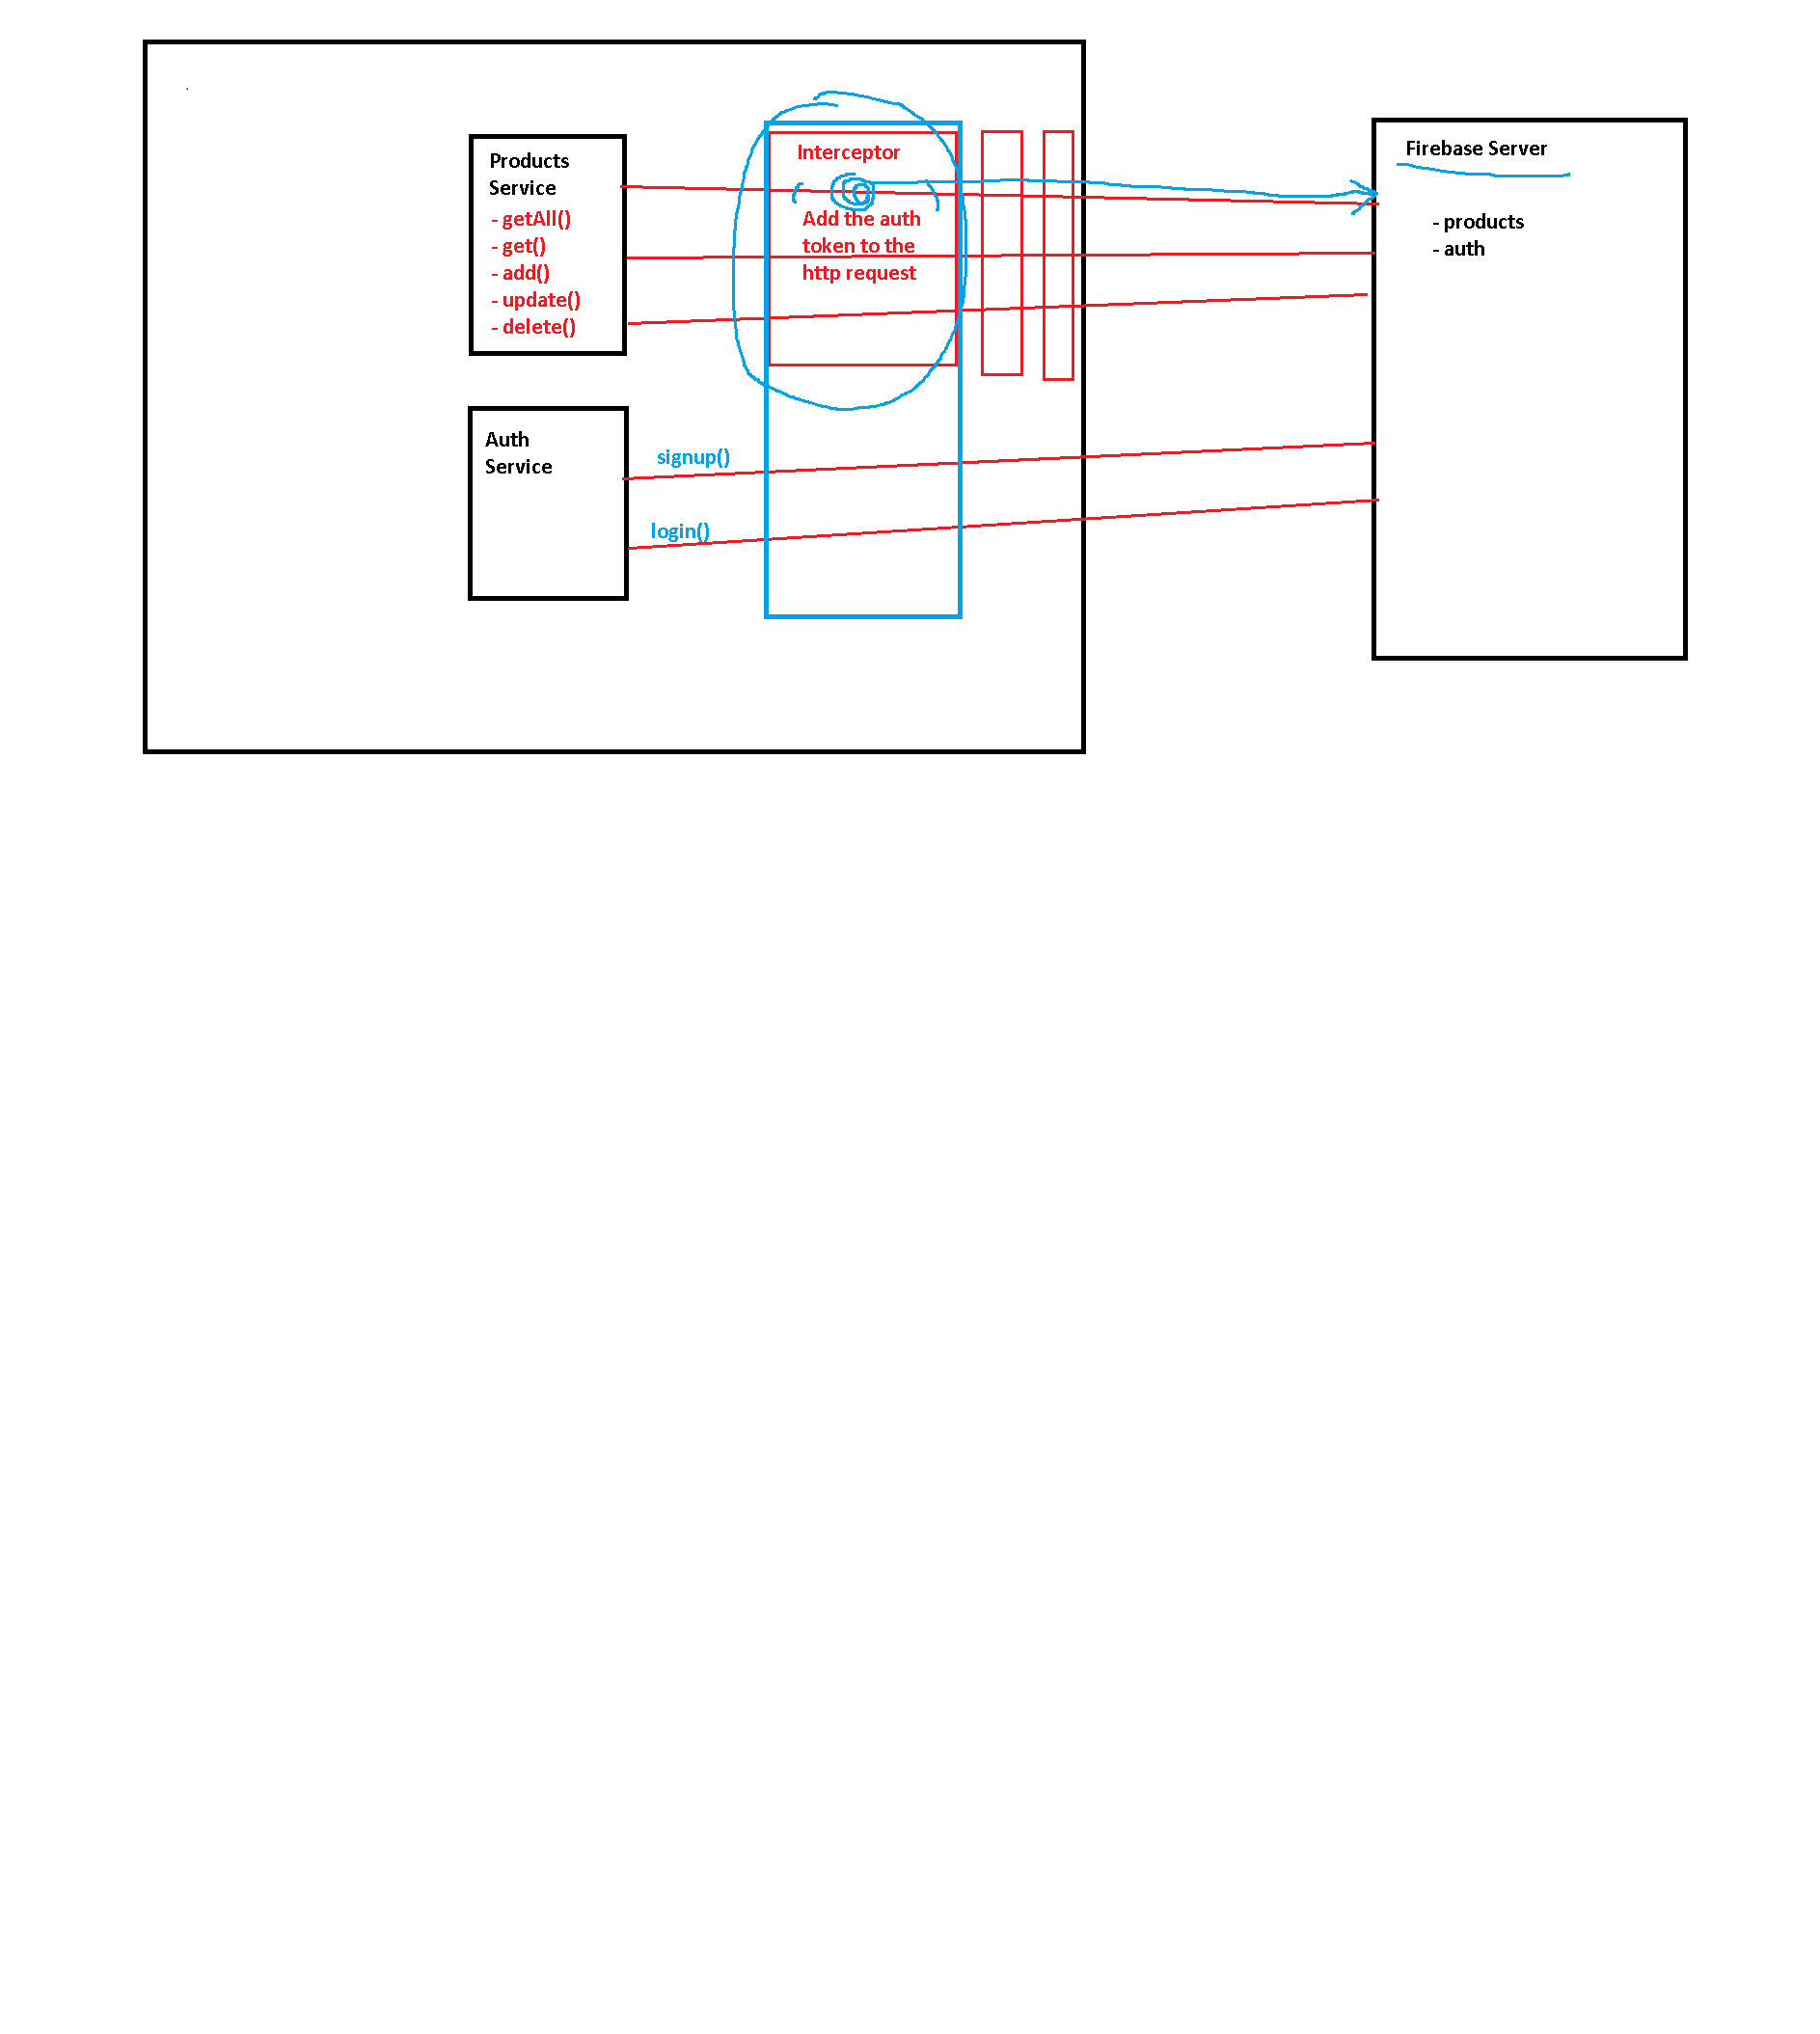 Products
Service
- getAll()
- get()
- add()
- update()
- delete()
Interceptor
Add the auth
token to the
http request
Firebase Server
- products
- auth
Auth
Service
signup()
login()